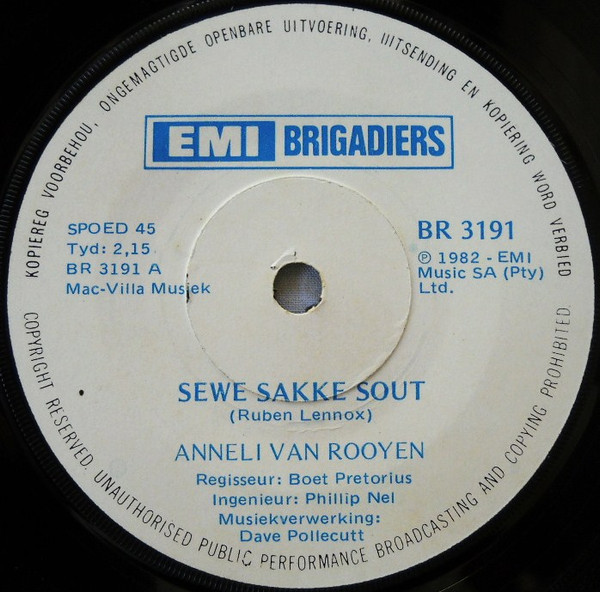 KOPIEREG VOORBEHOU, ONGEMAGTIGDE OPENBARE UITVOERING, UITSENDING EN KOPIERING WORD VERBIED
EMI BRIGADIERS
SPOED 45
Tyd: 2,15
BR 3191 A
Mac-Villa Musiek
BR 3191
℗ 1982 - EMI
Music SA (Pty)
Ltd.
SEWE SAKKE SOUT
(Ruben Lennox)
ANNELI VAN ROOYEN
Regisseur: Boet Pretorius
Ingenieur: Phillip Nel
Musiekverwerking:
Dave Pollecutt
COPYRIGHT RESERVED. UNAUTHORISED PUBLIC PERFORMANCE BROADCASTING AND COPYING PROHIBITED.